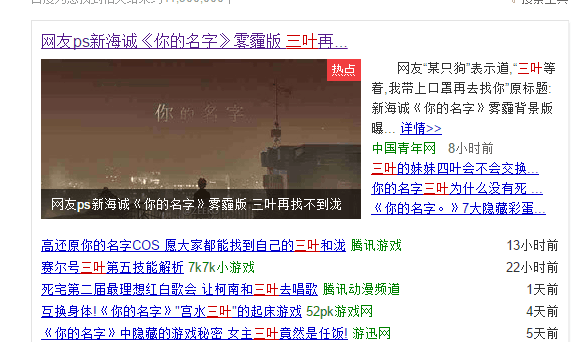 网友ps新海诚《你的名字》雾霾版 三叶再...
热点
你的名字
网友ps新海诚《你的名字》雾霾版 三叶再找不到泷
网友“某只狗”表示道,“三叶等
着,我带上口罩再去找你”原标题:
新海诚《你的名字》雾霾背景版
曝... 详情>>
中国青年网 8小时前
三叶的妹妹四叶会不会交换...
你的名字三叶为什么没有死 ...
《你的名字。》7大隐藏彩蛋...
高还原你的名字COS 愿大家都能找到自己的三叶和泷 腾讯游戏 13小时前
赛尔号三叶第五技能解析 7k7k小游戏 22小时前
死宅第二届最理想红白歌会 让柯南和三叶去唱歌 腾讯动漫频道 1天前
互换身体!《你的名字》"宫水三叶"的起床游戏 52pk游戏网 4天前
《你的名字》中隐藏的游戏秘密 女主三叶竟然是任饭! 游迅网 5天前